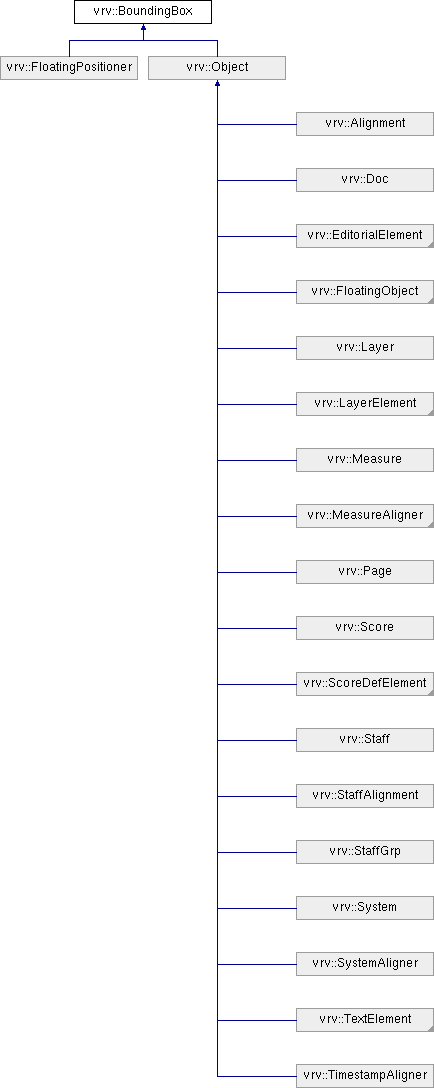 vrv::BoundingBox
vrv::FloatingPositioner
vrv::Object
vrv::Alignment
vrv::Doc
vrv::EditorialElement
vrv::FloatingObject
vrv::Layer
vrv::LayerElement
vrv::Measure
vrv::MeasureAligner
vrv::Page
vrv::Score
vrv::ScoreDefElement
vrv::Staff
vrv::StaffAlignment
vrv::StaffGrp
vrv::System
vrv::SystemAligner
vrv::TextElement
vrv::TimestampAligner